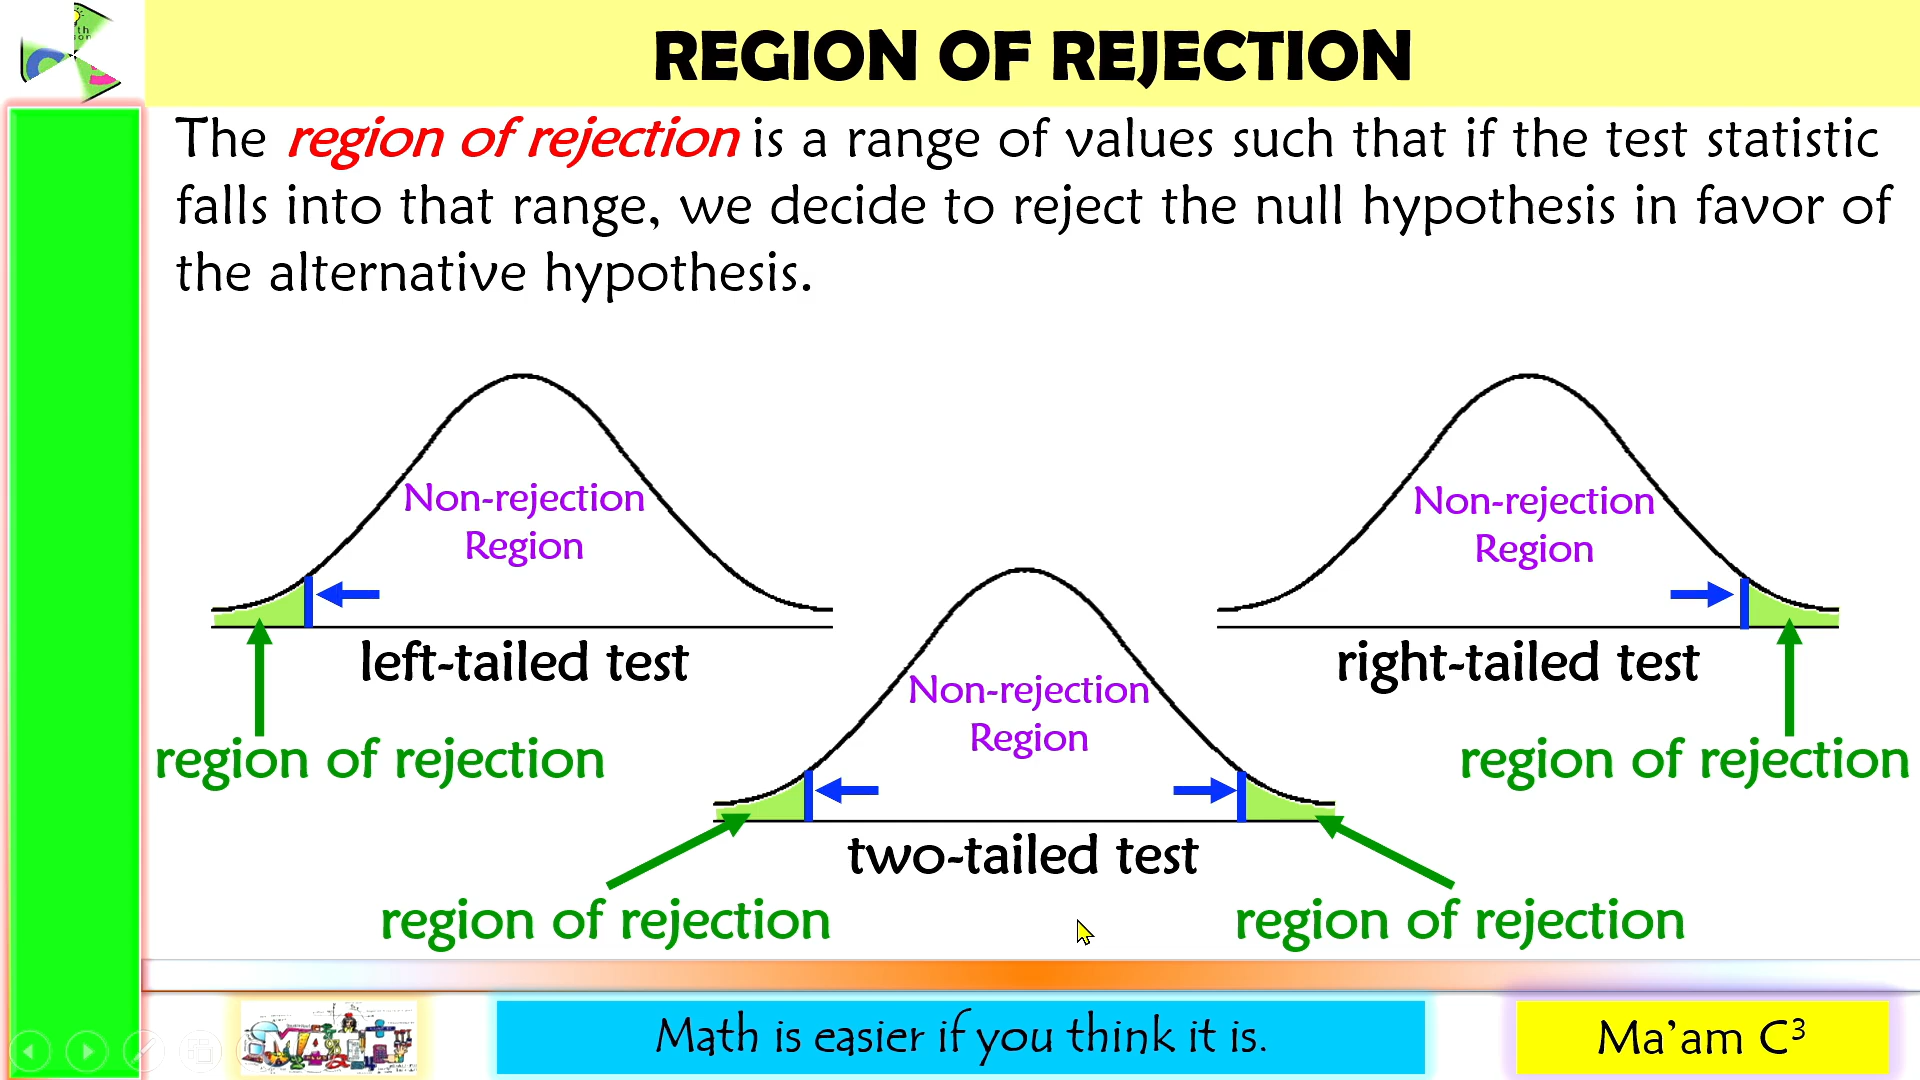 REGION OF REJECTION
The region of rejection is a range of values such that if the test statistic
falls into that range, we decide to reject the null hypothesis in favor of
the alternative hypothesis.
Non-rejection
Region
left-tailed test
region of rejection
Non-rejection
Region
two-tailed test
region of rejection
region of rejection
Non-rejection
Region
right-tailed test
region of rejection
MATH
Math is easier if you think it is.
Ma’am C³